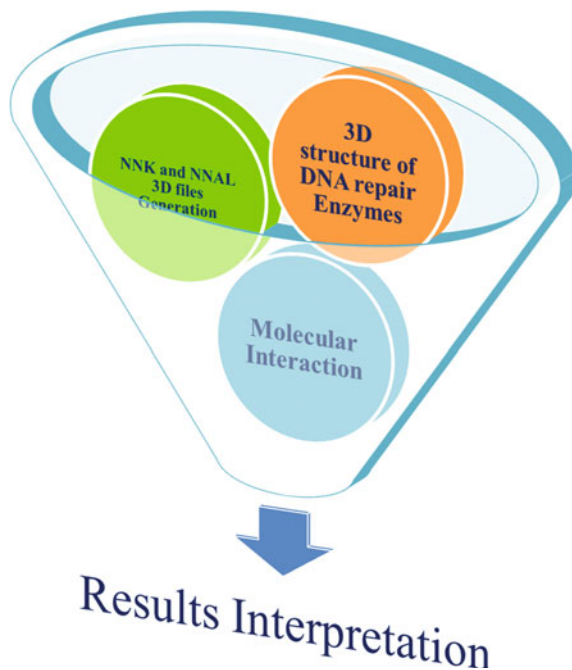 NNK and NNAL
3D files
Generation
3D
structure of
DNA repair
Enzymes
Molecular
Interaction
Results Interpretation